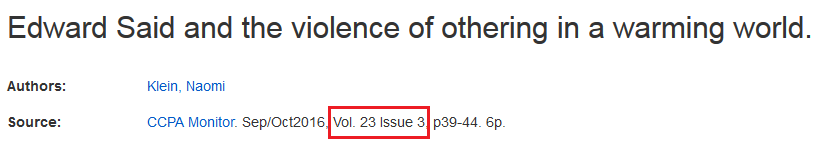 Edward Said and the violence of othering in a warming world.
Authors: Klein, Naomi
Source: CCPA Monitor. Sep/Oct2016, Vol. 23 Issue 3, p39-44. 6p.